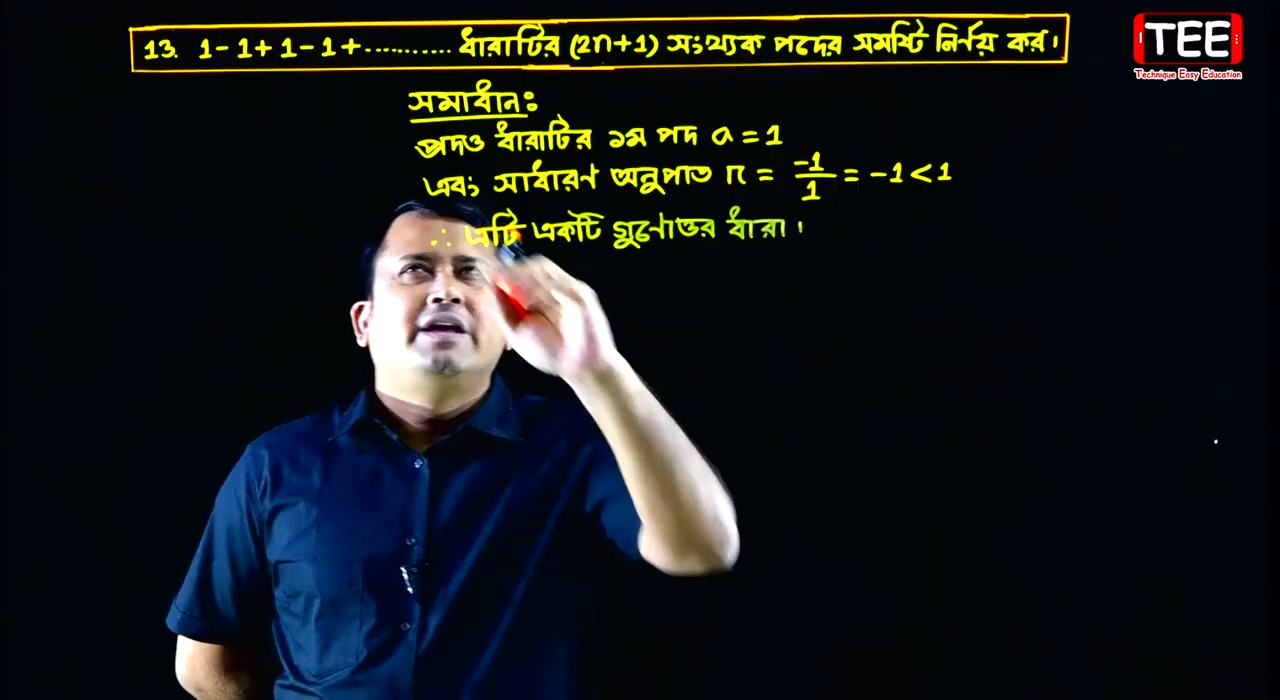 13. 1 - 1 + 1 - 1 + ........... ধারাটির (2n+1) সংখ্যক পদের সমষ্টি নির্ণয় কর।
TEE
Technique Easy Education
সমাধানঃ
প্রদত্ত ধারাটির ১ম পদ a = 1
এবং সাধারণ অনুপাত r = -1/1 = -1 < 1
∴ এটি একটি গুণোত্তর ধারা।